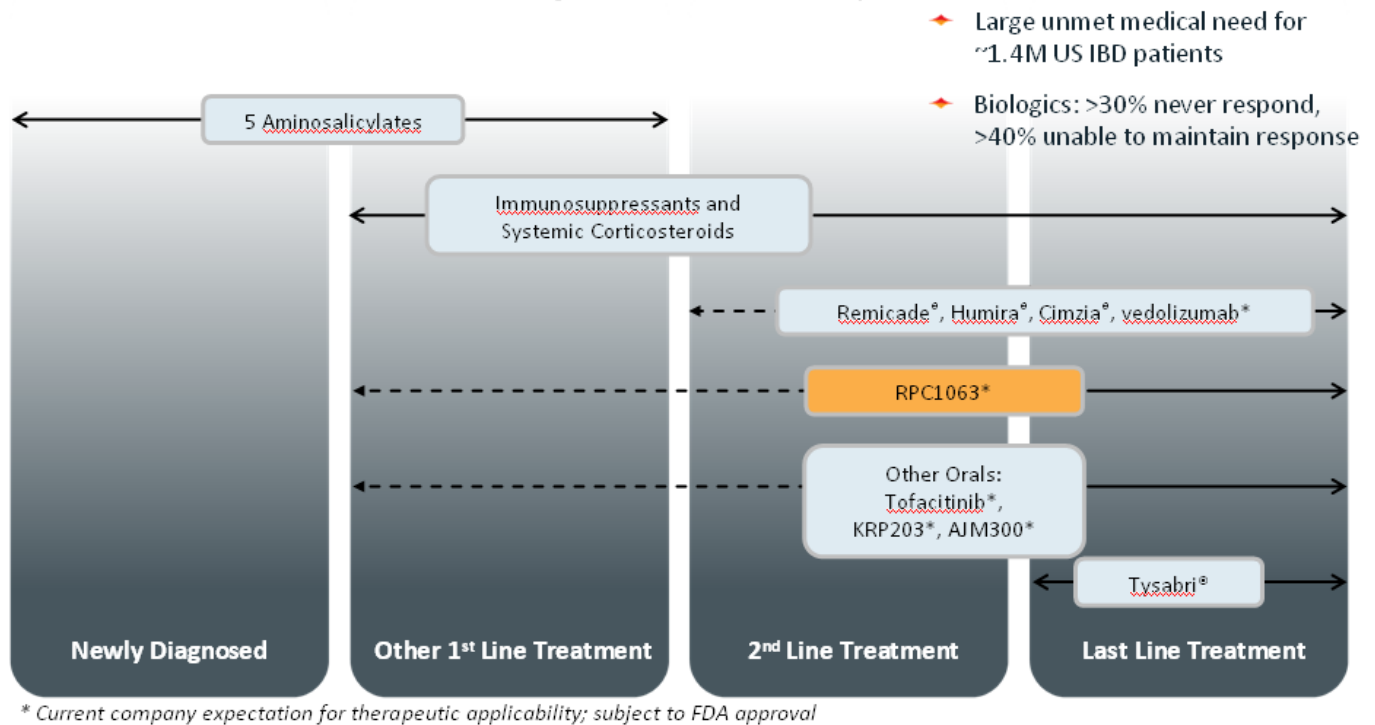 Large unmet medical need for
~1.4M US IBD patients
Biologics: >30% never respond,
>40% unable to maintain response
5 Aminosalicylates
Immunosuppressants and
Systemic Corticosteroids
Remicade®, Humira®, Cimzia®, vedolizumab*
RPC1063*
Other Orals:
Tofacitinib*,
KRP203*, AJM300*
Tysabri®
Newly Diagnosed
Other 1st Line Treatment
2nd Line Treatment
Last Line Treatment
* Current company expectation for therapeutic applicability; subject to FDA approval